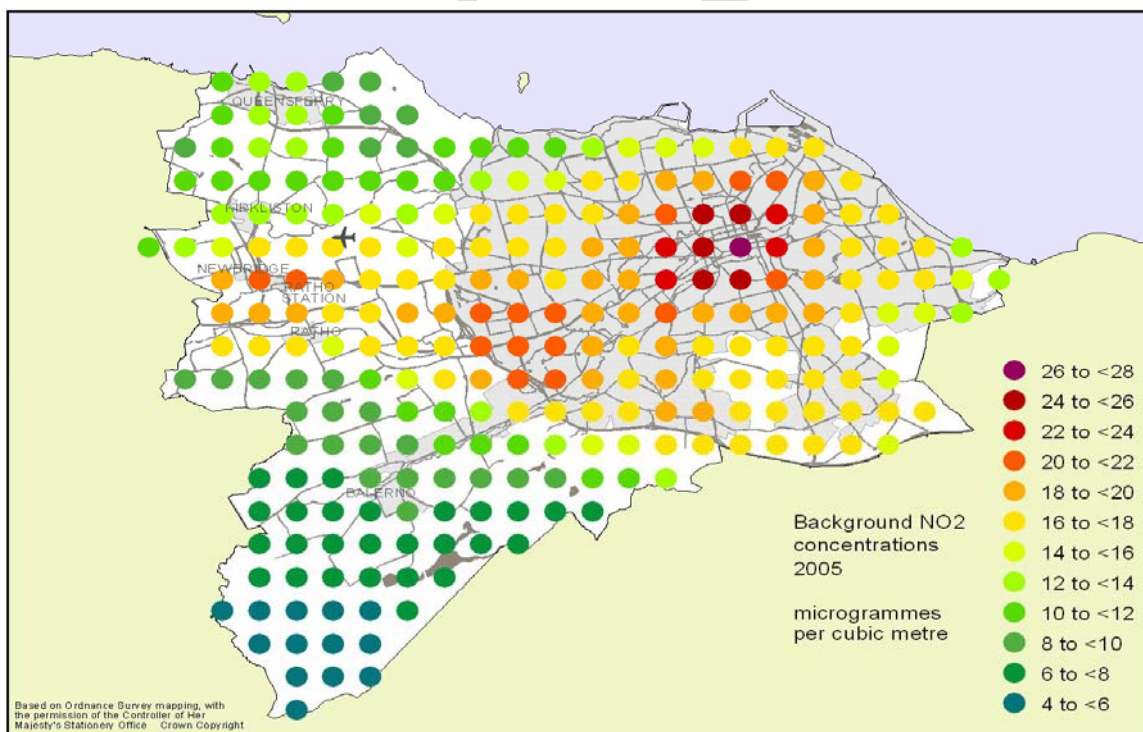 QUEENSFERRY
KIRKLISTON
NEWBRIDGE
RATHO
STATION
RATHO
BALERNO
26 to <28
24 to <26
22 to <24
20 to <22
18 to <20
16 to <18
14 to <16
12 to <14
10 to <12
8 to <10
6 to <8
4 to <6
Background NO2
concentrations
2005
microgrammes
per cubic metre
Based on Ordnance Survey mapping, with
the permission of the Controller of Her
Majesty's Stationery Office Crown Copyright